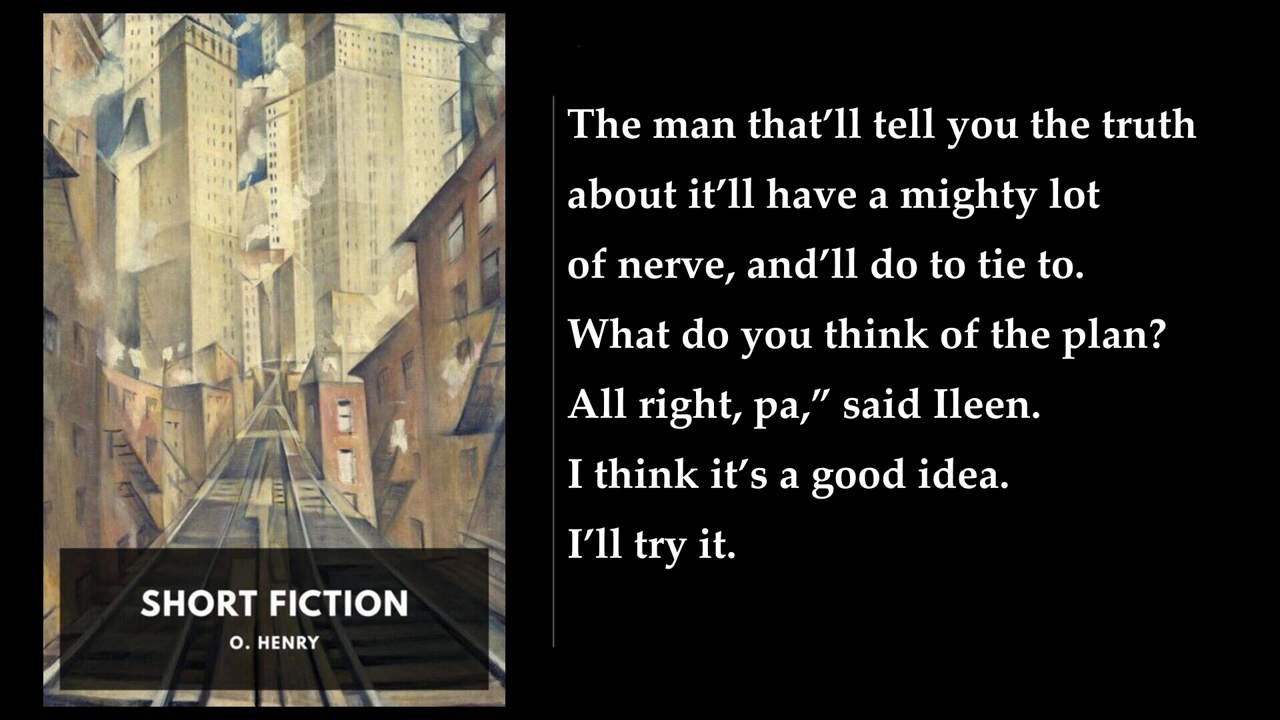 SHORT FICTION
O. HENRY
The man that’ll tell you the truth
about it’ll have a mighty lot
of nerve, and’ll do to tie to.
What do you think of the plan?
All right, pa,” said Ileen.
I think it’s a good idea.
I’ll try it.